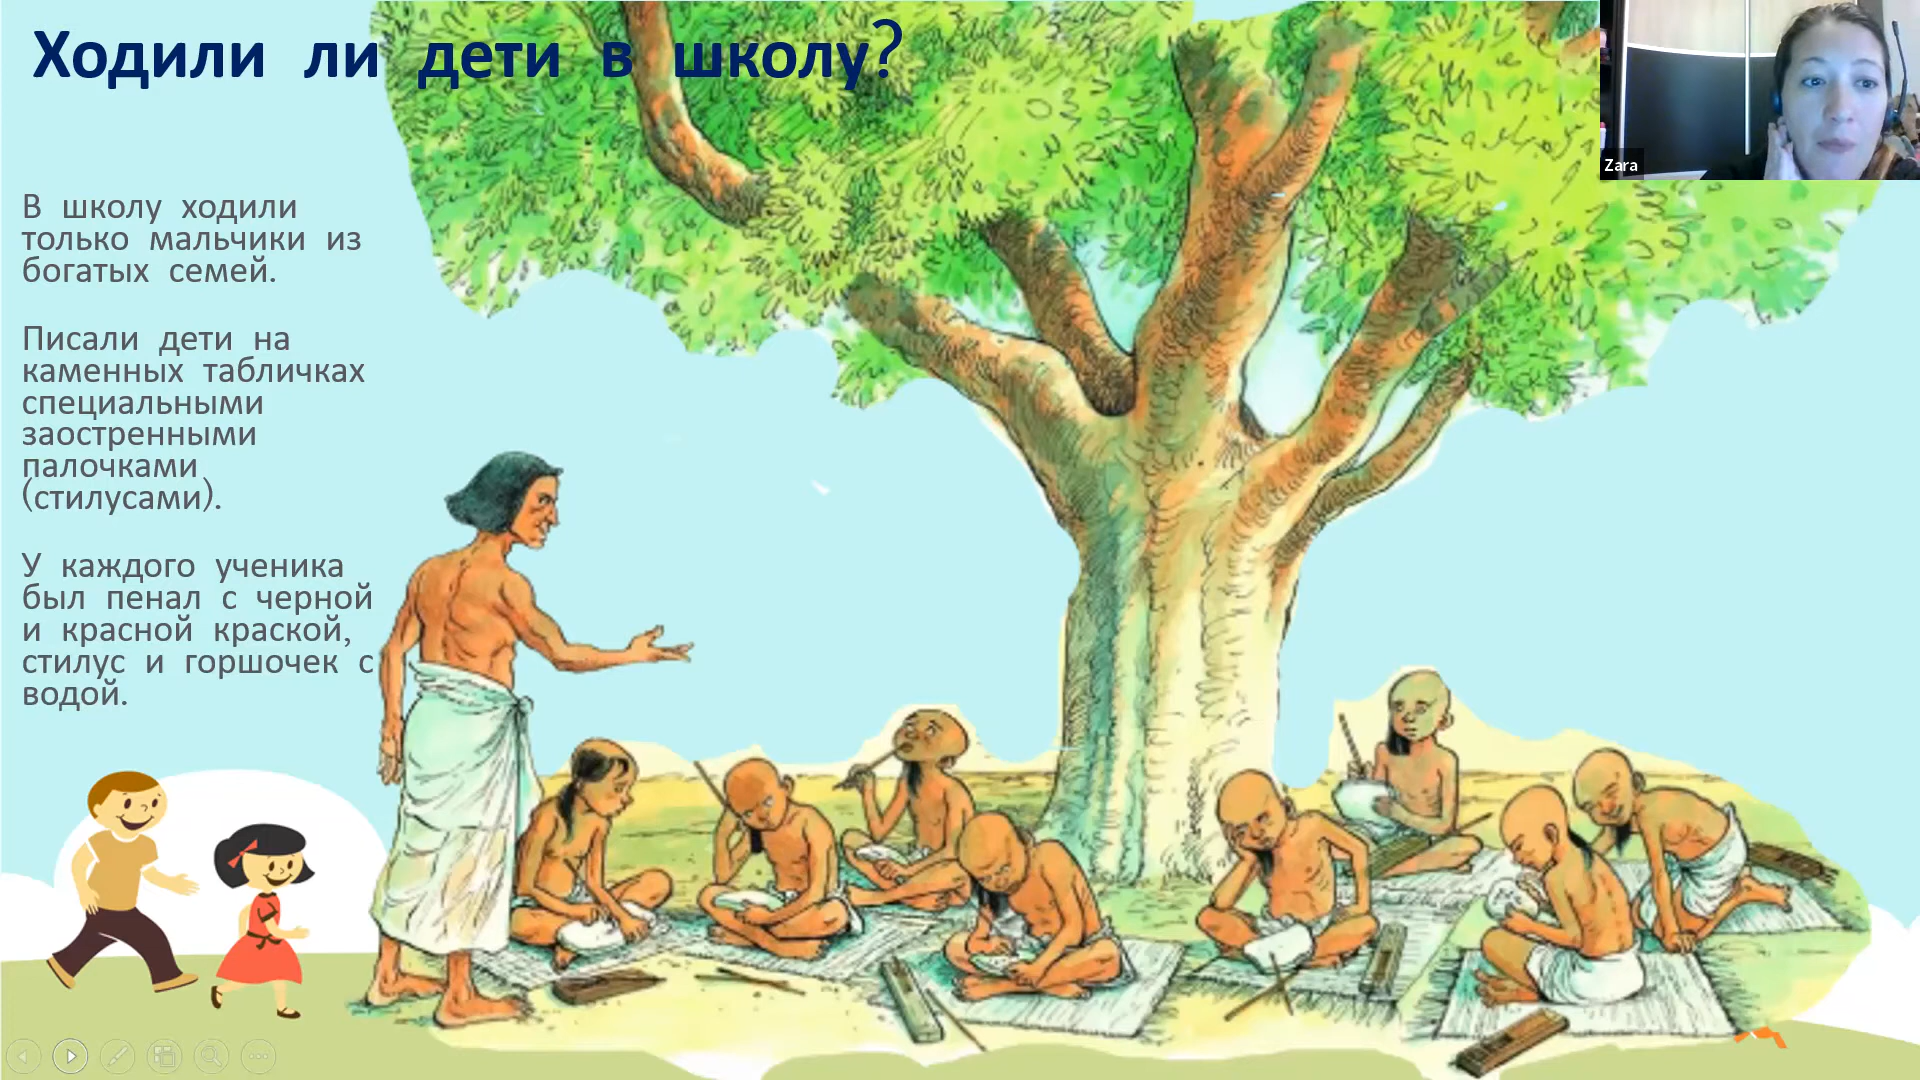 Ходили ли дети в школу?
Zara
В школу ходили
только мальчики из
богатых семей.
Писали дети на
каменных табличках
специальными
заостренными
палочками
(стилусами).
У каждого ученика
был пенал с черной
и красной краской,
стилус и горшочек с
водой.